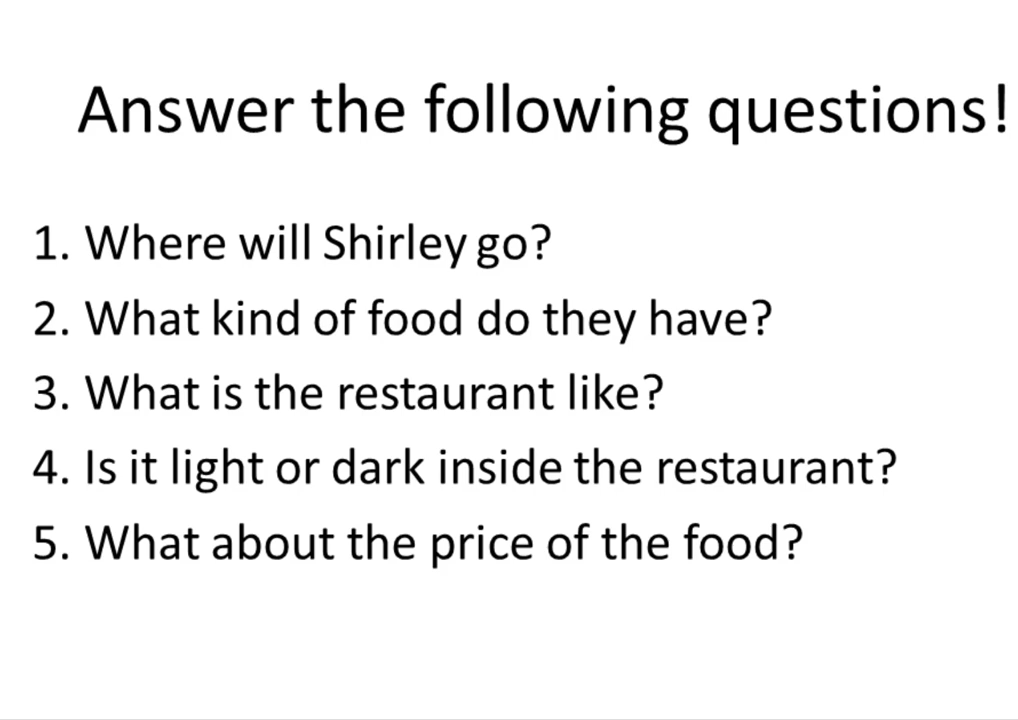 Answer the following questions!
1. Where will Shirley go?
2. What kind of food do they have?
3. What is the restaurant like?
4. Is it light or dark inside the restaurant?
5. What about the price of the food?